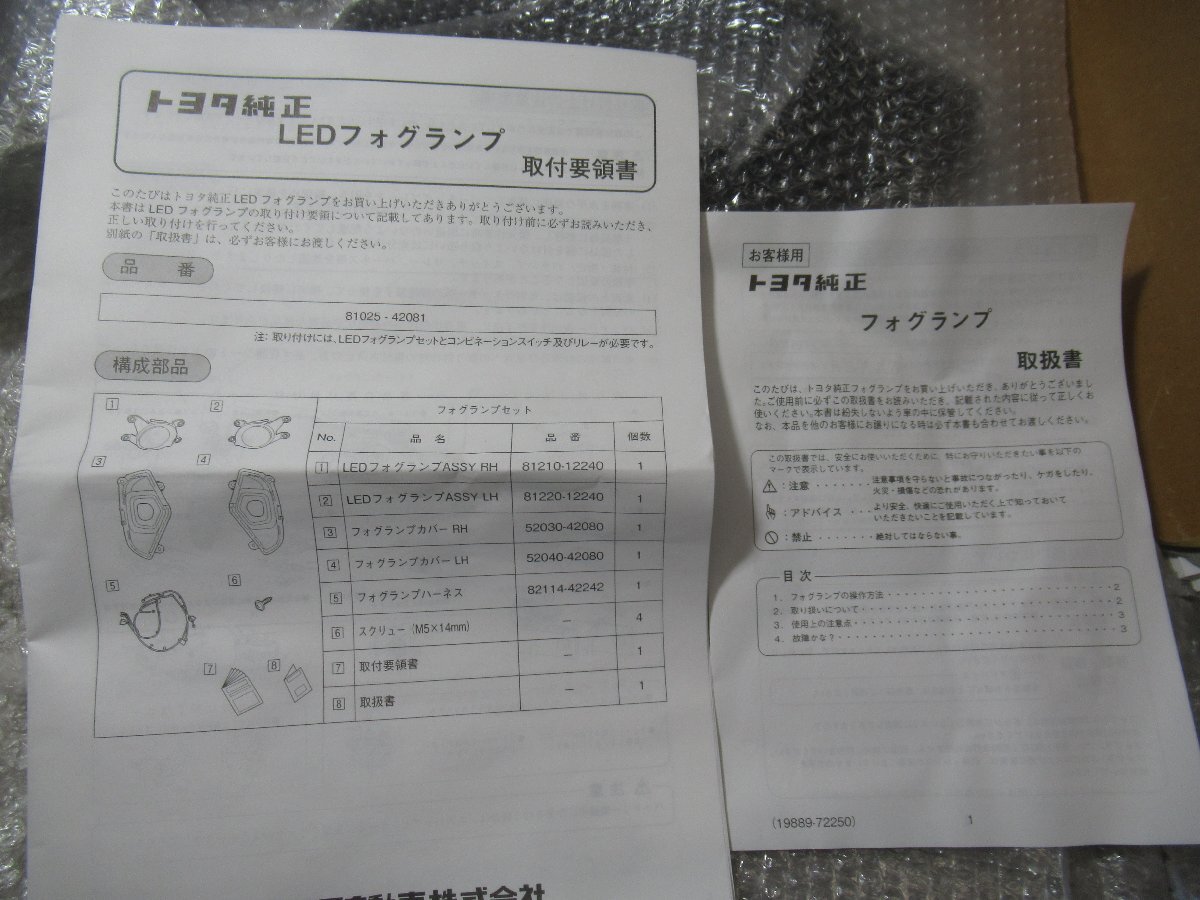 トヨタ純正
LEDフォグランプ
取付要領書
このたびはトヨタ純正 LED フォグランプをお買い上げいただきありがとうございます。
本書は LED フォグランプの取り付け要領について記載してあります。取り付け前に必ずお読みいただき、
正しい取り付けを行ってください。
別紙の「取扱書」は、必ずお客様にお渡しください。
品 番
81025 - 42081
注: 取り付けには、LEDフォグランプセットとコンビネーションスイッチ及びリレーが必要です。
構成部品
1 2
3 4
5 6
7 8
フォグランプセット
No. 品 名 品 番 個数
1 LEDフォグランプASSY RH 81210-12240 1
2 LEDフォグランプASSY LH 81220-12240 1
3 フォグランプカバー RH 52030-42080 1
4 フォグランプカバー LH 52040-42080 1
5 フォグランプハーネス 82114-42242 1
6 スクリュー (M5×14mm) － 4
7 取付要領書 － 1
8 取扱書 － 1
自動車株式会社
お客様用
トヨタ純正
フォグランプ
取扱書
このたびは、トヨタ純正フォグランプをお買い上げいただき、ありがとうございまし
た。ご使用前に必ずこの取扱書をお読みいただき、記載された内容に従って正しくお
使いください。本書は紛失しないよう車の中に保管してください。
なお、本品を他のお客様にお譲りになる時は必ず本書も合わせてお渡しください。
この取扱書では、安全にお使いいただくために、特にお守りいただきたい事を以下の
マークで表示しています。
：注意 ・・・・・・・ 注意事項を守らないと事故につながったり、ケガをしたり、
火災・損傷などの恐れがあります。
：アドバイス ・・・ より安全、快適にご使用いただく上で知っておいて
いただきたいことを記載しています。
：禁止 ・・・・・・・ 絶対してはならない事。
目 次
1. フォグランプの操作方法・・・・・・・・・・・・・・・・・・・・・・・・・・2
2. 取り扱いについて・・・・・・・・・・・・・・・・・・・・・・・・・・・・・2
3. 使用上の注意点・・・・・・・・・・・・・・・・・・・・・・・・・・・・・・3
4. 故障かな？・・・・・・・・・・・・・・・・・・・・・・・・・・・・・・・・3
(19889-72250)
1